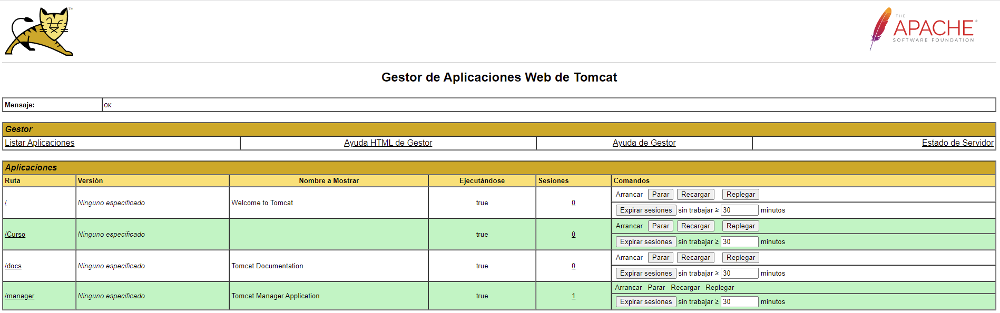 TM
THE
APACHE®
SOFTWARE FOUNDATION
Gestor de Aplicaciones Web de Tomcat
Mensaje: OK
Gestor
Listar Aplicaciones Ayuda HTML de Gestor Ayuda de Gestor Estado de Servidor
Aplicaciones
Ruta Versión Nombre a Mostrar Ejecutándose Sesiones Comandos
/ Ninguno especificado Welcome to Tomcat true 0 Arrancar Parar Recargar Replegar
Expirar sesiones sin trabajar ≥ 30 minutos
/Curso Ninguno especificado true 0 Arrancar Parar Recargar Replegar
Expirar sesiones sin trabajar ≥ 30 minutos
/docs Ninguno especificado Tomcat Documentation true 0 Arrancar Parar Recargar Replegar
Expirar sesiones sin trabajar ≥ 30 minutos
/manager Ninguno especificado Tomcat Manager Application true 1 Arrancar Parar Recargar Replegar
Expirar sesiones sin trabajar ≥ 30 minutos